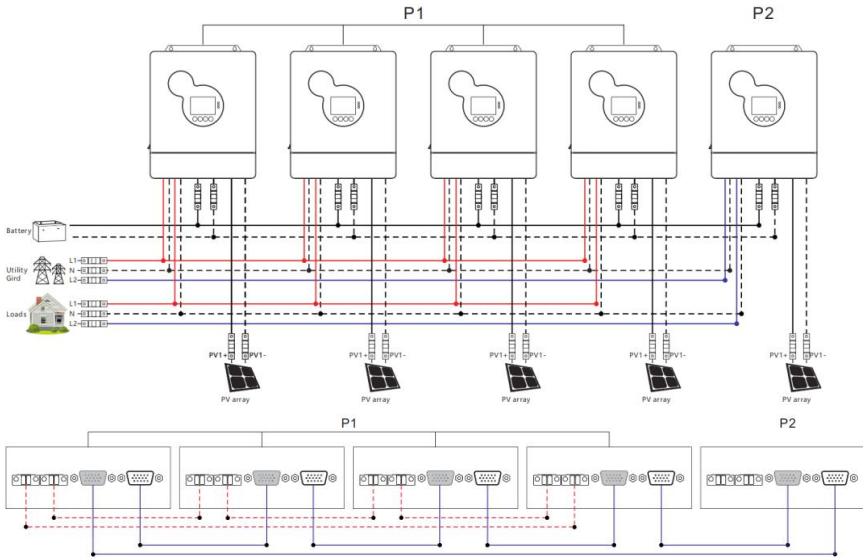 P1 P2
Battery
Utility
Gird
L1
N
L2
Loads
L1
N
L2
PV1+ PV1- PV1+ PV1- PV1+ PV1- PV1+ PV1- PV1+ PV1-
PV array PV array PV array PV array PV array
P1 P2